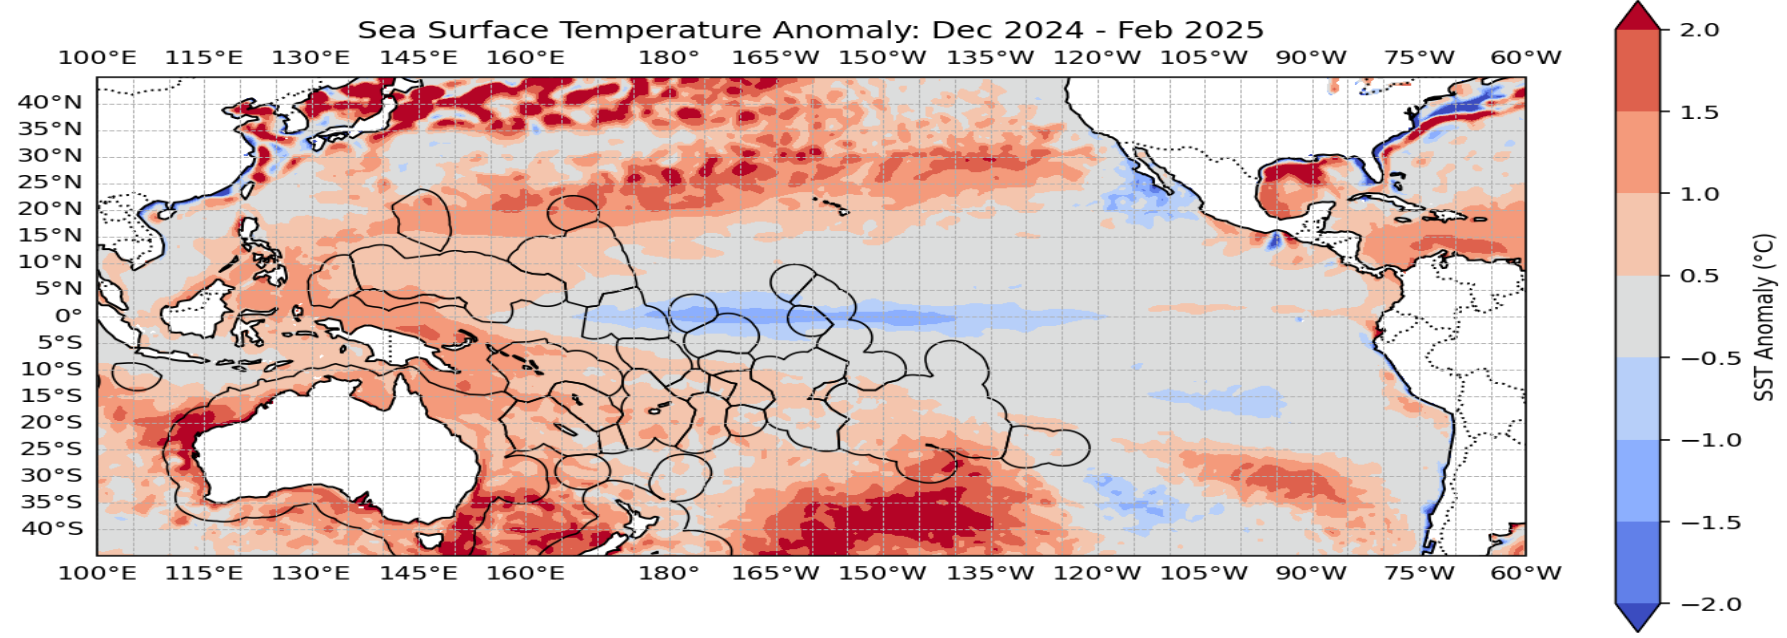 Sea Surface Temperature Anomaly: Dec 2024 - Feb 2025
100°E 115°E 130°E 145°E 160°E 180° 165°W 150°W 135°W 120°W 105°W 90°W 75°W 60°W
40°N
35°N
30°N
25°N
20°N
15°N
10°N
5°N
0°
5°S
10°S
15°S
20°S
25°S
30°S
35°S
40°S
100°E 115°E 130°E 145°E 160°E 180° 165°W 150°W 135°W 120°W 105°W 90°W 75°W 60°W
2.0
1.5
1.0
0.5
−0.5
−1.0
−1.5
−2.0
SST Anomaly (°C)